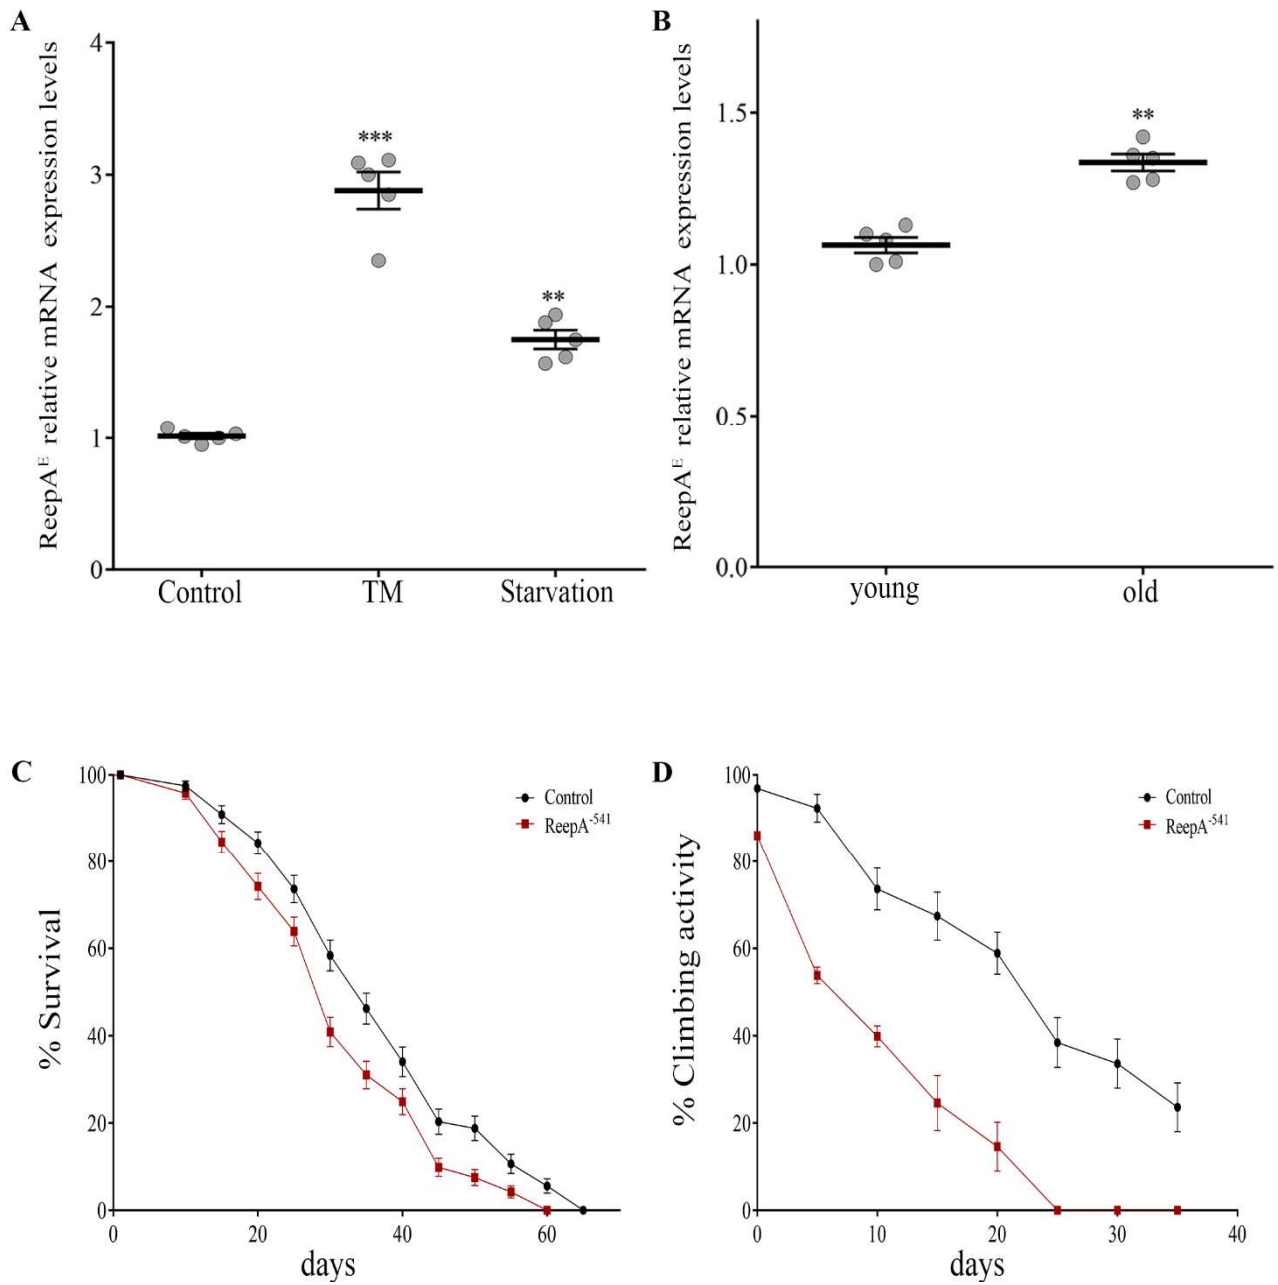 A
B
ReepAᴱ relative mRNA expression levels
4
3
2
1
0
***
**
Control
TM
Starvation
ReepAᴱ relative mRNA expression levels
1.5
1.0
0.5
0.0
**
young
old
C
D
% Survival
100
80
60
40
20
0
Control
ReepA⁻⁵⁴¹
0
20
40
60
days
% Climbing activity
100
80
60
40
20
0
Control
ReepA⁻⁵⁴¹
0
10
20
30
40
days